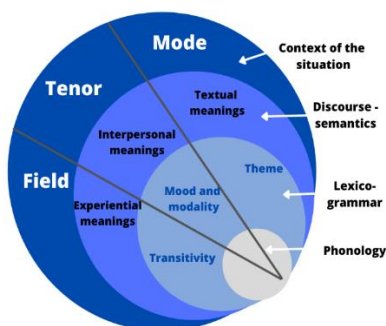 Mode
Context of the
situation
Tenor
Textual
meanings
Discourse -
semantics
Interpersonal
meanings
Field
Theme
Lexico-
grammar
Mood and
modality
Experiential
meanings
Phonology
Transitivity